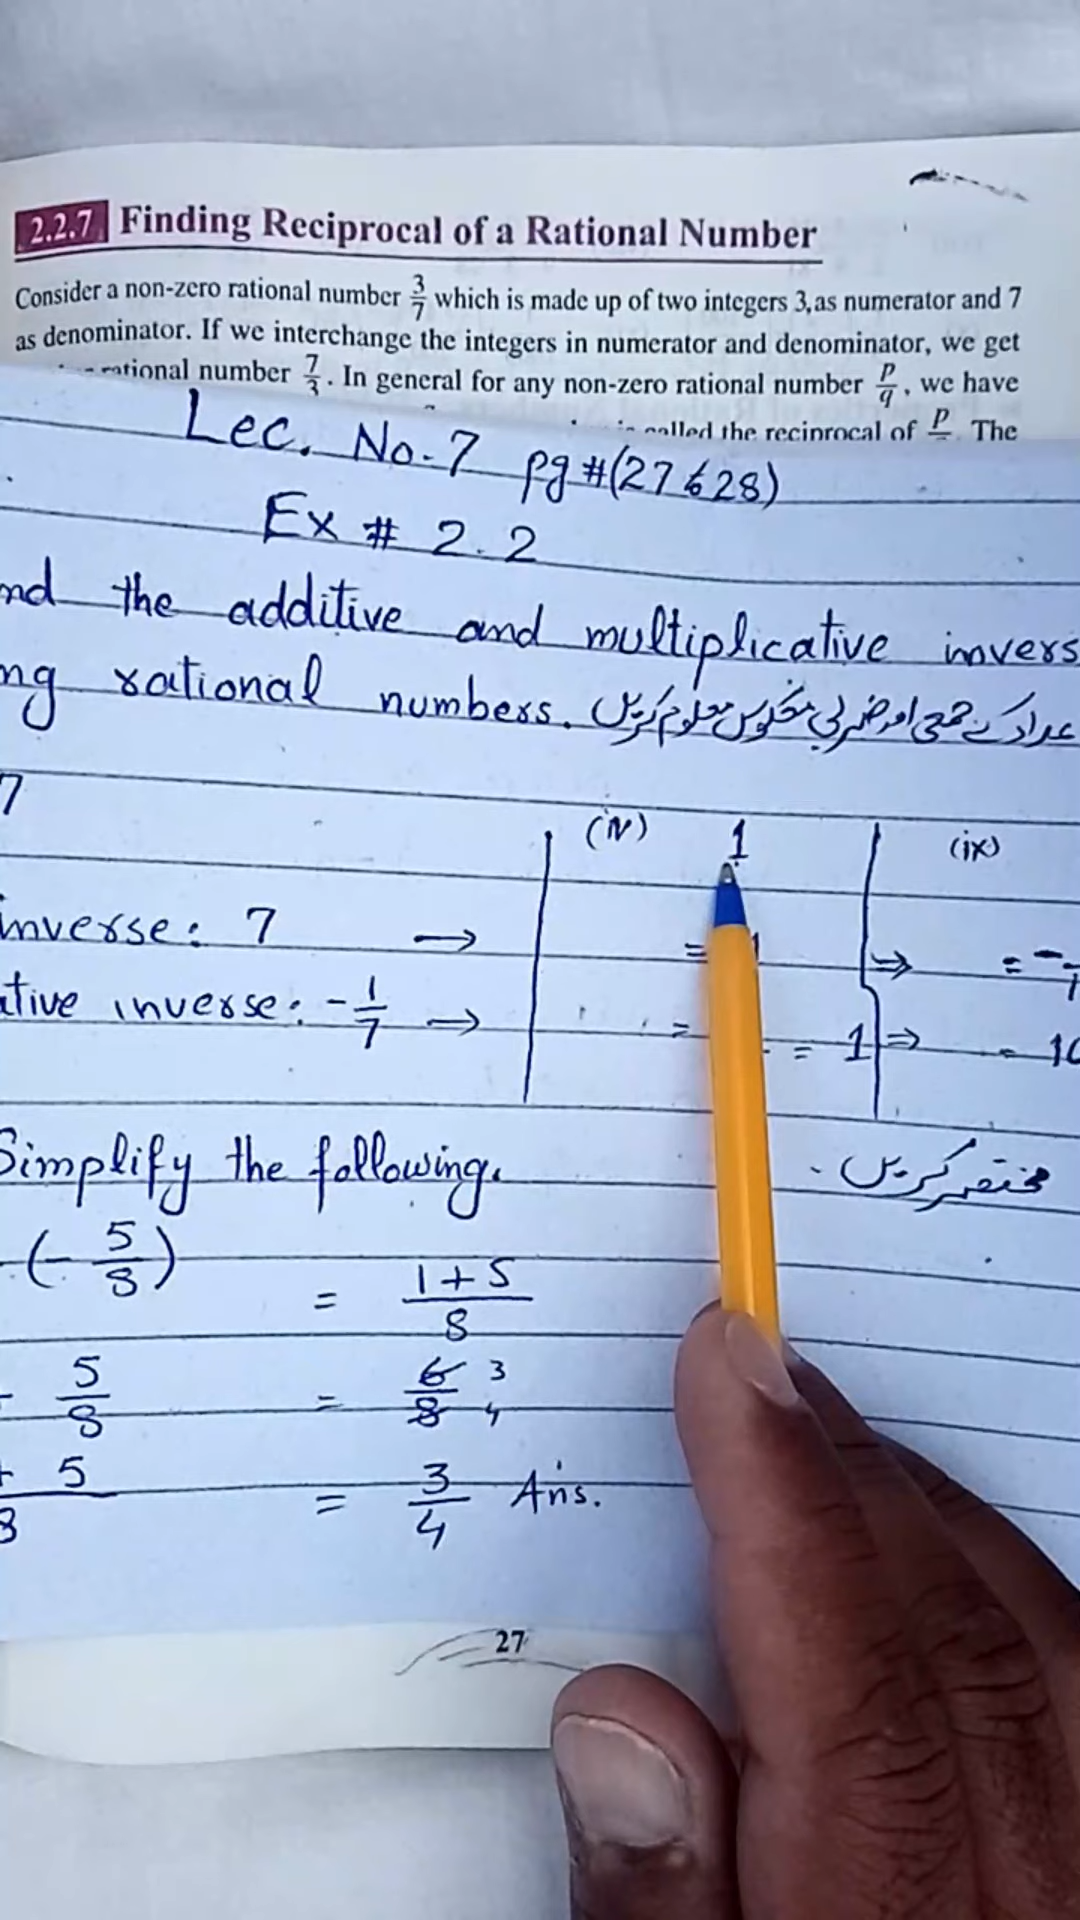 2.2.7 Finding Reciprocal of a Rational Number
Consider a non-zero rational number 3/7 which is made up of two integers 3, as numerator and 7
as denominator. If we interchange the integers in numerator and denominator, we get
rational number 7/3. In general for any non-zero rational number p/q, we have
called the reciprocal of p The
Lec. No-7 pg#(27&28)
Ex # 2.2
nd the additive and multiplicative invers
ng rational numbers. عداد کے جمعی اور ضربی معکوس معلوم کریں
7 (iv) 1 (ix)
inverse: 7 → = 1 ⇒ = -
ative inverse: -1/7 → = = 1 ⇒ = 10
Simplify the following. مختصر کریں.
(-5/8) = 1+5/8
5/8 = 6/8 3 4
+ 5/8 = 3/4 Ans.
27